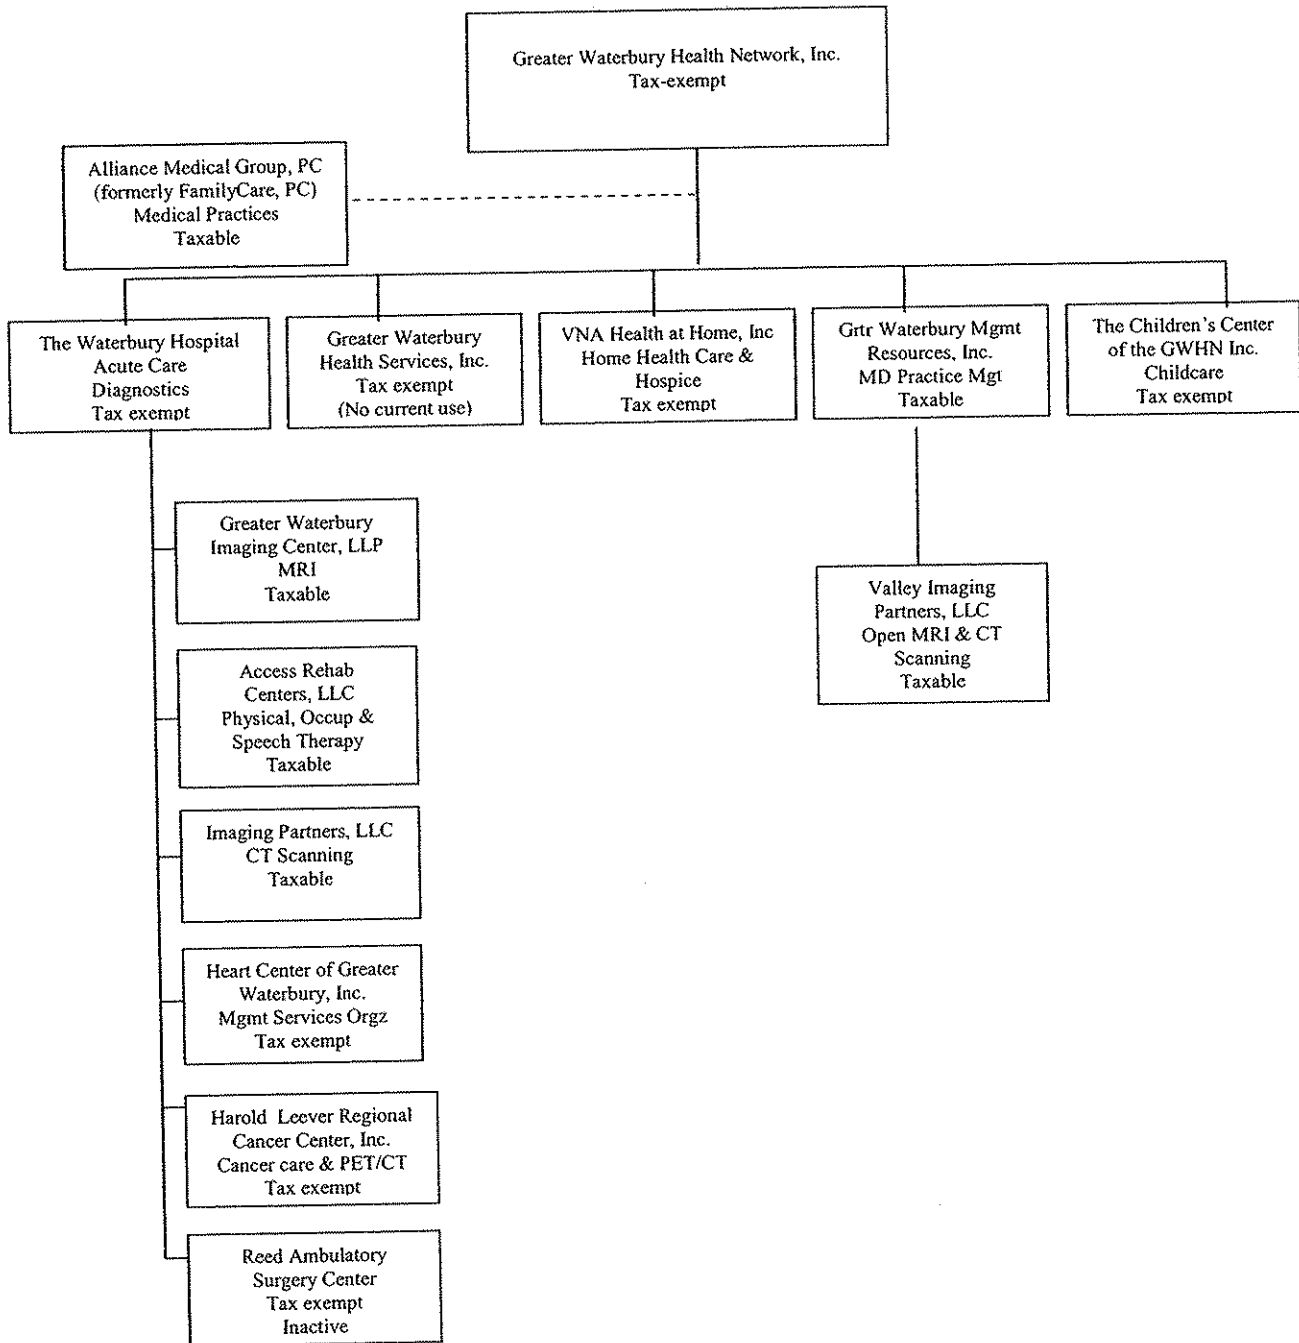 Greater Waterbury Health Network, Inc.
Tax-exempt
Alliance Medical Group, PC
(formerly FamilyCare, PC)
Medical Practices
Taxable
The Waterbury Hospital
Acute Care
Diagnostics
Tax exempt
Greater Waterbury
Health Services, Inc.
Tax exempt
(No current use)
VNA Health at Home, Inc
Home Health Care &
Hospice
Tax exempt
Grtr Waterbury Mgmt
Resources, Inc.
MD Practice Mgt
Taxable
The Children's Center
of the GWHN Inc.
Childcare
Tax exempt
Greater Waterbury
Imaging Center, LLP
MRI
Taxable
Valley Imaging
Partners, LLC
Open MRI & CT
Scanning
Taxable
Access Rehab
Centers, LLC
Physical, Occup &
Speech Therapy
Taxable
Imaging Partners, LLC
CT Scanning
Taxable
Heart Center of Greater
Waterbury, Inc.
Mgmt Services Orgz
Tax exempt
Harold Leever Regional
Cancer Center, Inc.
Cancer care & PET/CT
Tax exempt
Reed Ambulatory
Surgery Center
Tax exempt
Inactive